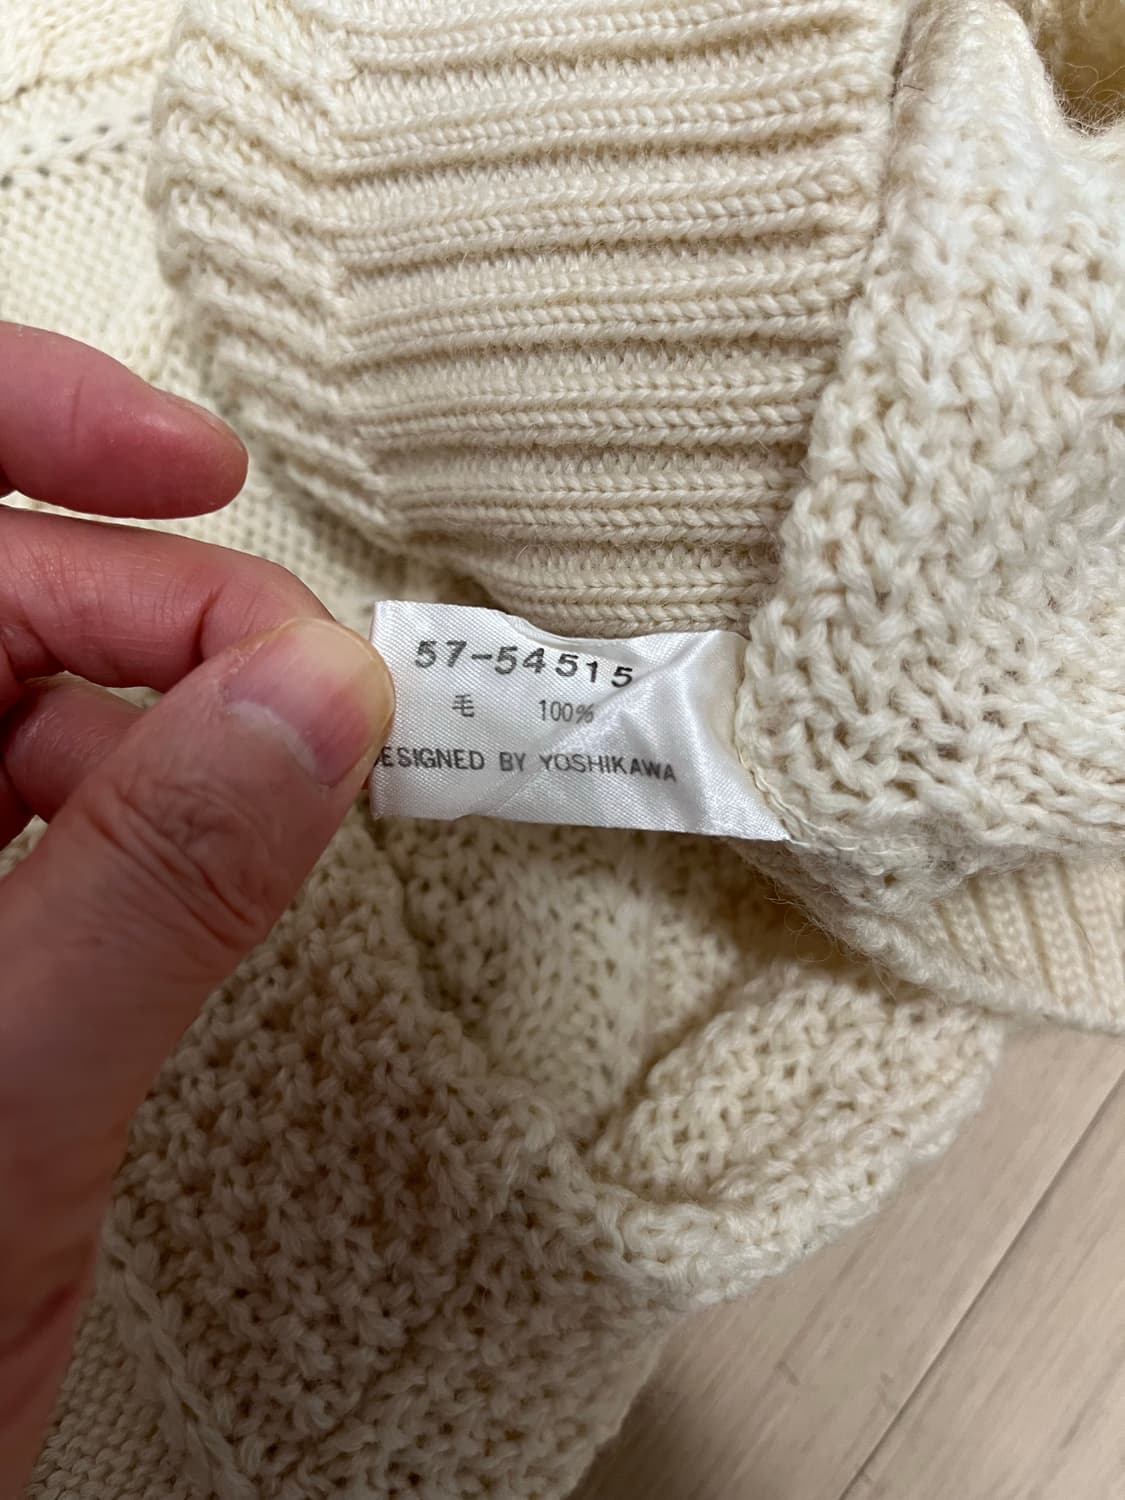 57-54515
毛 100%
ESIGNED BY YOSHIKAWA